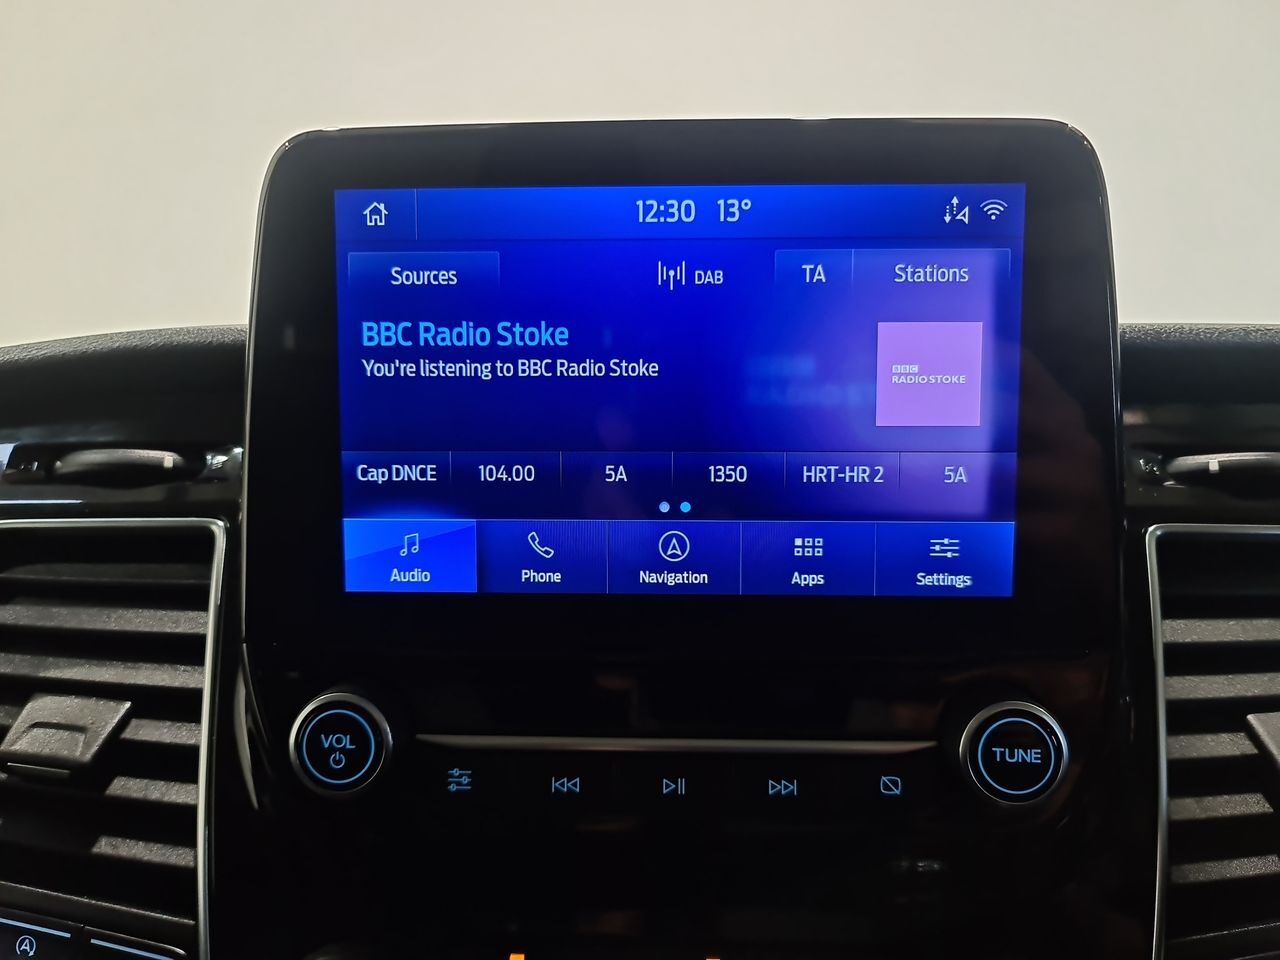 12:30 13°
Sources DAB TA Stations
BBC Radio Stoke
You're listening to BBC Radio Stoke
BBC
RADIO STOKE
Cap DNCE 104.00 5A 1350 HRT-HR 2 5A
Audio Phone Navigation Apps Settings
VOL
TUNE
A